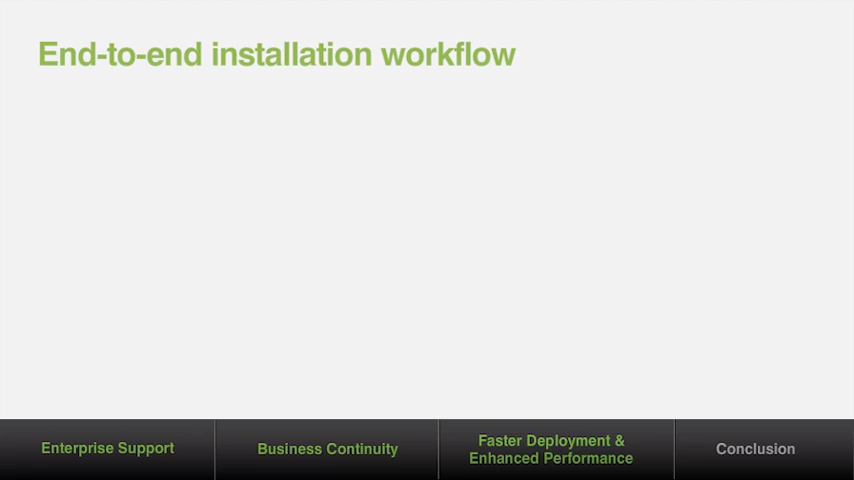 End-to-end installation workflow
Enterprise Support
Business Continuity
Faster Deployment &
Enhanced Performance
Conclusion